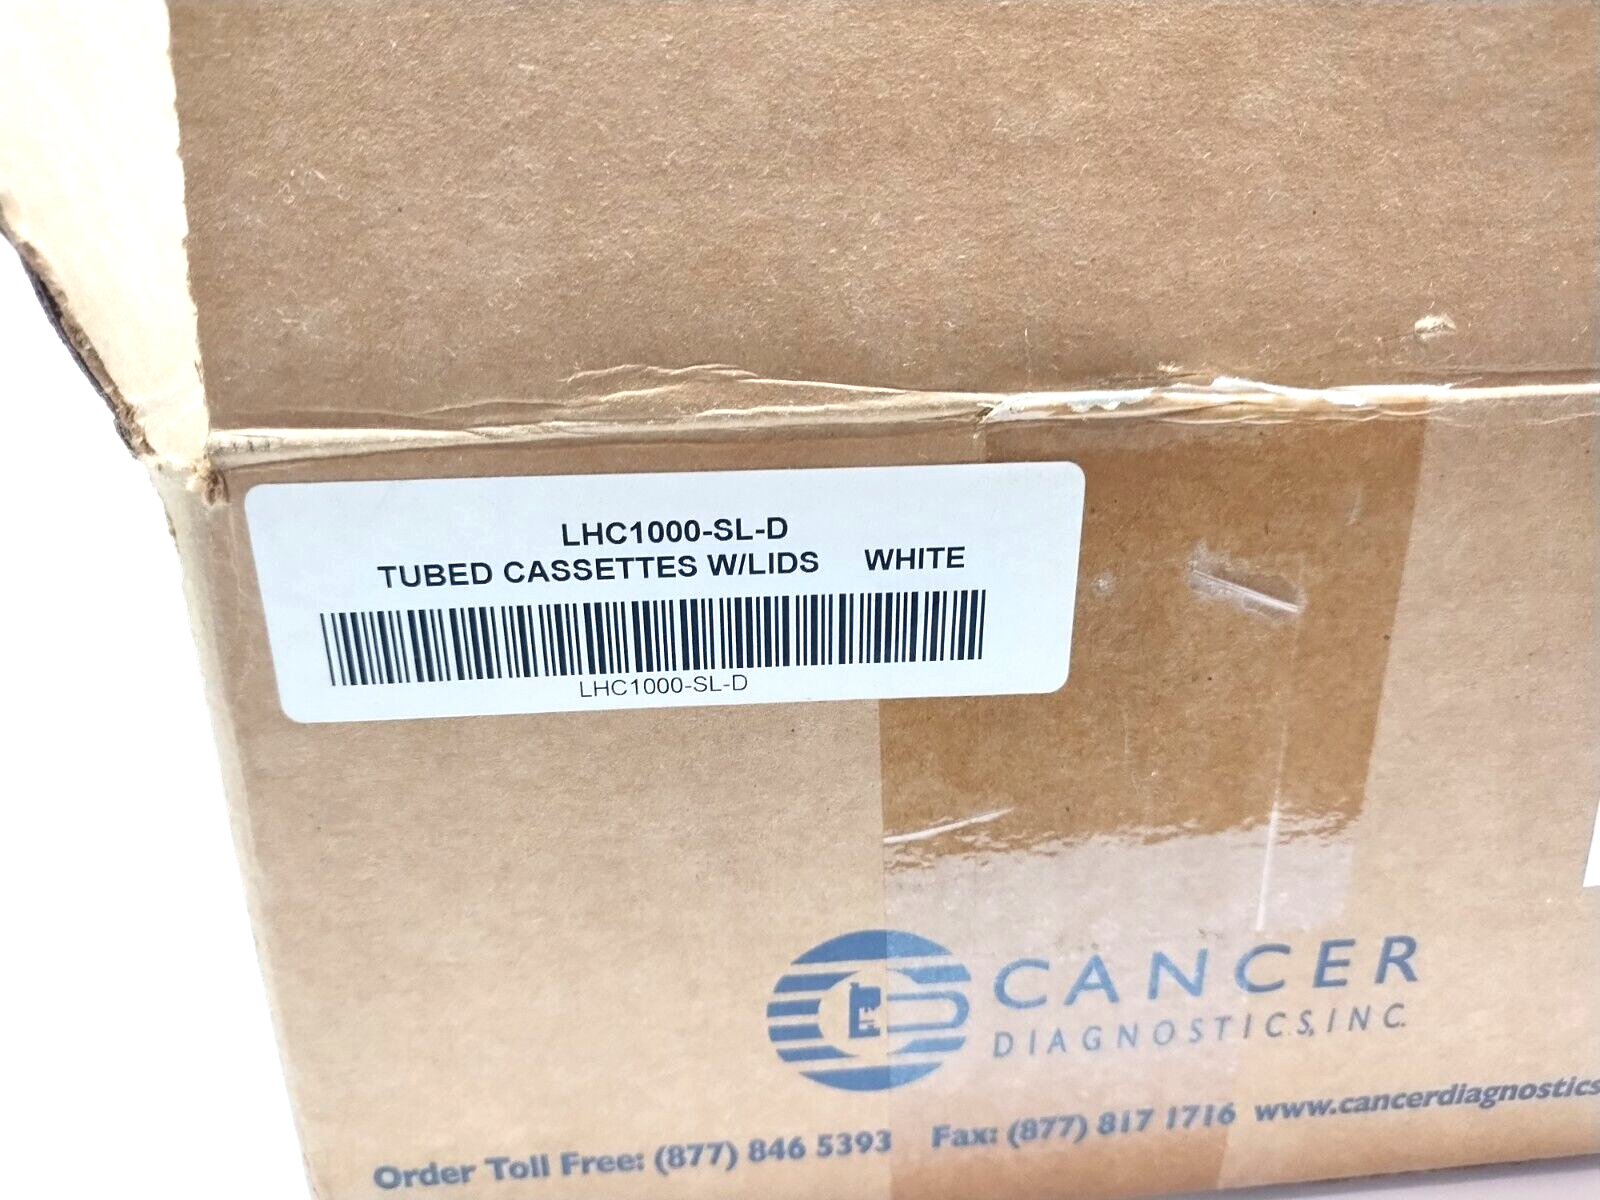 LHC1000-SL-D
TUBED CASSETTES W/LIDS WHITE
LHC1000-SL-D
CANCER
DIAGNOSTICS, INC.
Order Toll Free: (877) 846 5393 Fax: (877) 817 1716 www.cancerdiagnostics